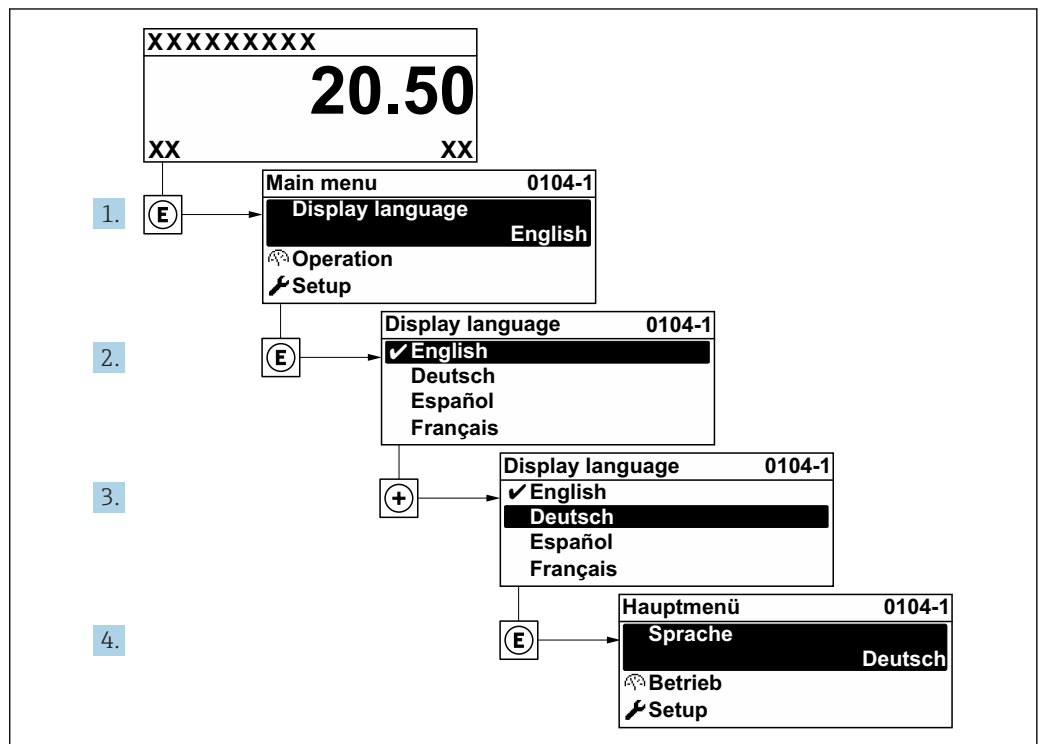 XXXXXXXXX
20.50
XX XX
1. E
Main menu 0104-1
Display language
English
Operation
Setup
2. E
Display language 0104-1
✔English
Deutsch
Español
Français
3. +
Display language 0104-1
✔English
Deutsch
Español
Français
4. E
Hauptmenü 0104-1
Sprache
Deutsch
Betrieb
Setup